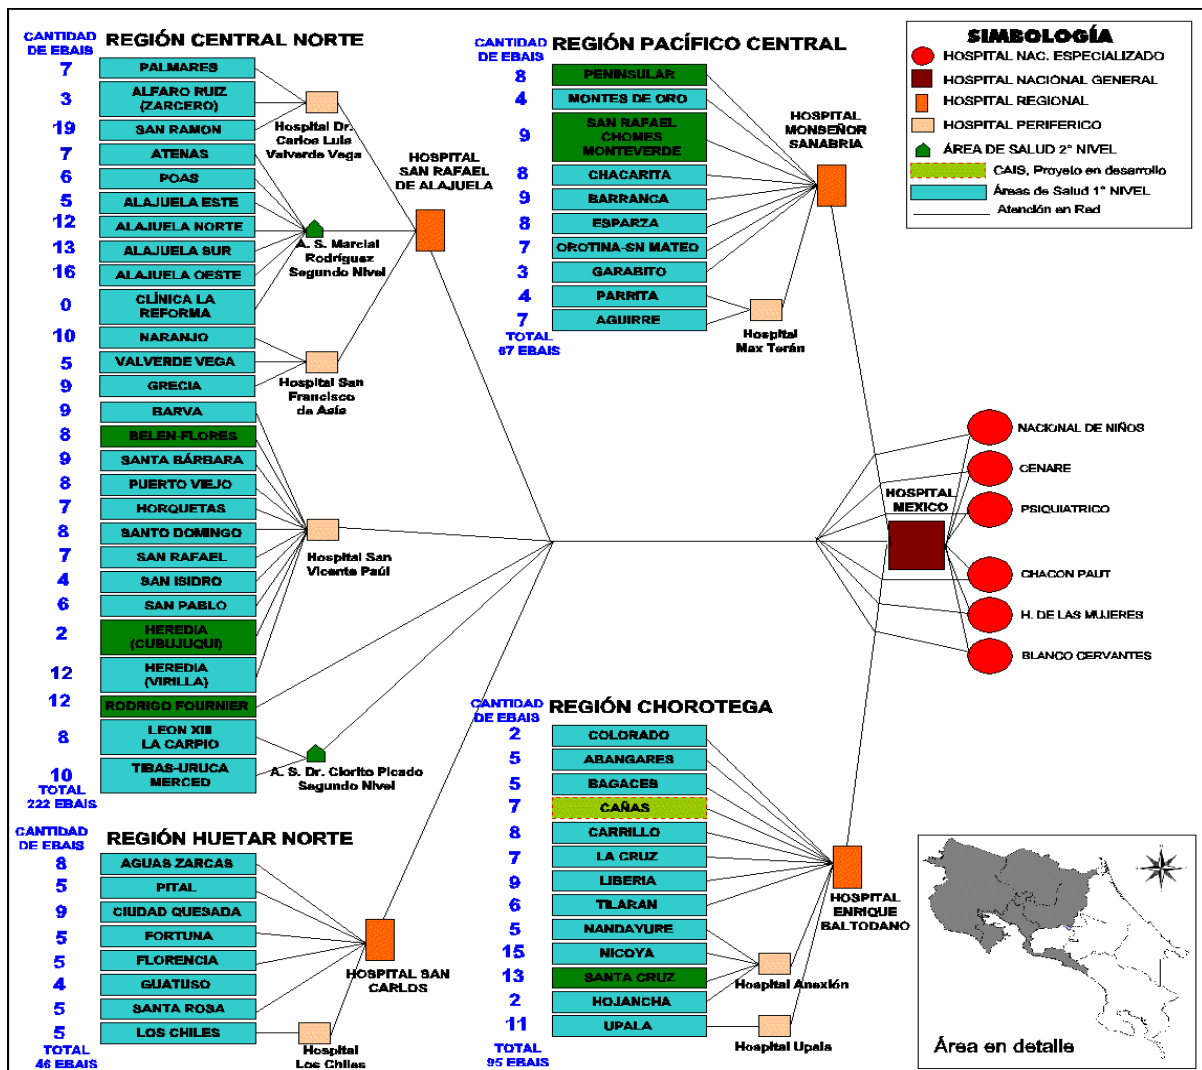 CANTIDAD
DE EBAIS
REGIÓN CENTRAL NORTE
7 PALMARES
3 ALFARO RUIZ
(ZARCERO)
19 SAN RAMON
Hospital Dr.
Carlos Luis
Valverde Vega
7 ATENAS
6 POAS
5 ALAJUELA ESTE
12 ALAJUELA NORTE
13 ALAJUELA SUR
16 ALAJUELA OESTE
0 CLÍNICA LA
REFORMA
A. S. Marcial
Rodríguez
Segundo Nivel
HOSPITAL
SAN RAFAEL
DE ALAJUELA
10 NARANJO
5 VALVERDE VEGA
9 GRECIA
Hospital San
Francisco
de Asís
9 BARVA
8 BELEN-FLORES
9 SANTA BÁRBARA
8 PUERTO VIEJO
7 HORQUETAS
8 SANTO DOMINGO
7 SAN RAFAEL
4 SAN ISIDRO
6 SAN PABLO
2 HEREDIA
(CUBUJUQUI)
12 HEREDIA
(VIRILLA)
Hospital San
Vicente Paúl
12 RODRIGO FOURNIER
8 LEON XIII
LA CARPIO
10 TIBAS-URUCA
MERCED
A. S. Dr. Clorito Picado
Segundo Nivel
TOTAL
222 EBAIS
CANTIDAD
DE EBAIS
REGIÓN HUETAR NORTE
8 AGUAS ZARCAS
5 PITAL
9 CIUDAD QUESADA
5 FORTUNA
5 FLORENCIA
4 GUATUSO
5 SANTA ROSA
5 LOS CHILES
HOSPITAL SAN
CARLOS
Hospital
Los Chiles
TOTAL
46 EBAIS
CANTIDAD
DE EBAIS
REGIÓN PACÍFICO CENTRAL
8 PENINSULAR
4 MONTES DE ORO
9 SAN RAFAEL
CHOMES
MONTEVERDE
8 CHACARITA
9 BARRANCA
8 ESPARZA
7 OROTINA-SN MATEO
3 GARABITO
4 PARRITA
7 AGUIRRE
HOSPITAL
MONSEÑOR
SANABRIA
Hospital
Max Terán
TOTAL
67 EBAIS
CANTIDAD
DE EBAIS
REGIÓN CHOROTEGA
2 COLORADO
5 ABANGARES
5 BAGACES
7 CAÑAS
8 CARRILLO
7 LA CRUZ
9 LIBERIA
6 TILARAN
5 NANDAYURE
15 NICOYA
13 SANTA CRUZ
2 HOJANCHA
11 UPALA
HOSPITAL
ENRIQUE
BALTODANO
Hospital Anexión
Hospital Upala
TOTAL
95 EBAIS
SIMBOLOGÍA
HOSPITAL NAC. ESPECIALIZADO
HOSPITAL NACIONAL GENERAL
HOSPITAL REGIONAL
HOSPITAL PERIFERICO
ÁREA DE SALUD 2° NIVEL
CAIS, Proyeto en desarrollo
Áreas de Salud 1° NIVEL
Atención en Red
HOSPITAL
MEXICO
NACIONAL DE NIÑOS
CENARE
PSIQUIATRICO
CHACON PAUT
H. DE LAS MUJERES
BLANCO CERVANTES
Área en detalle